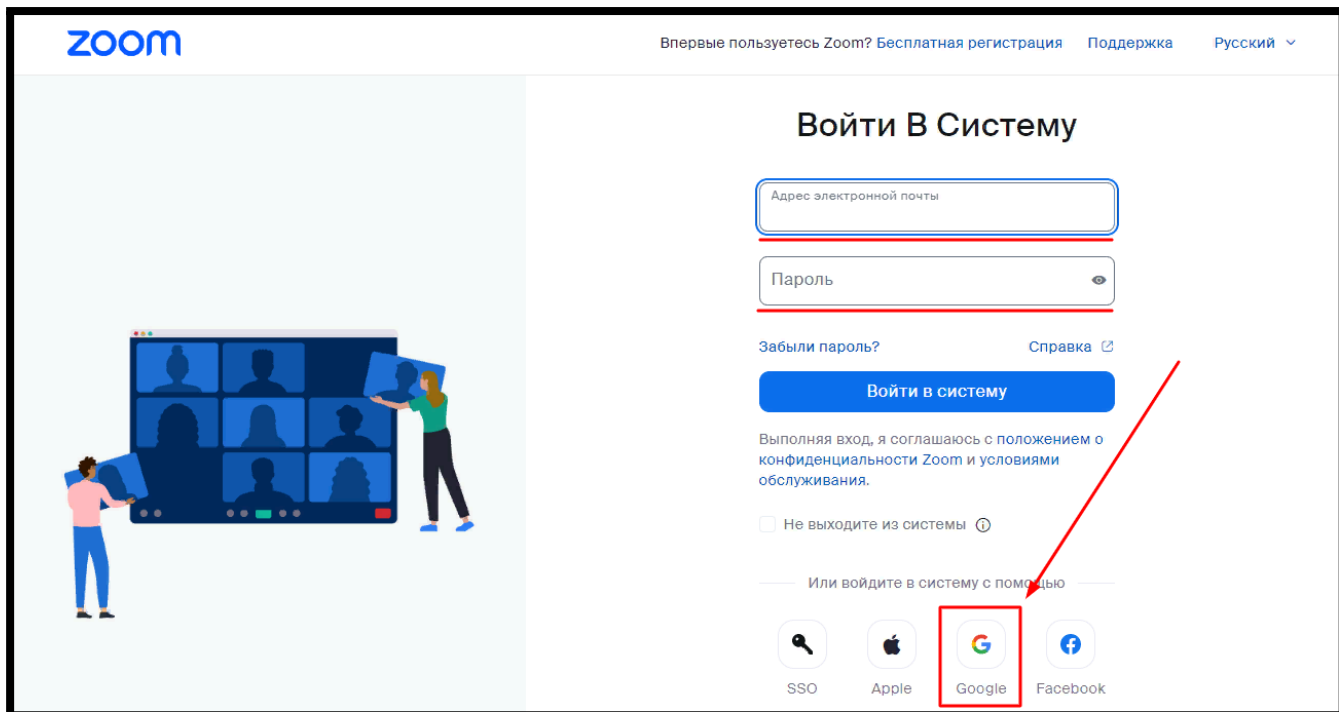 zoom
Впервые пользуетесь Zoom? Бесплатная регистрация Поддержка Русский
Войти В Систему
Адрес электронной почты
Пароль
Забыли пароль? Справка
Войти в систему
Выполняя вход, я соглашаюсь с положением о
конфиденциальности Zoom и условиями
обслуживания.
Не выходите из системы
Или войдите в систему с помощью
SSO Apple Google Facebook